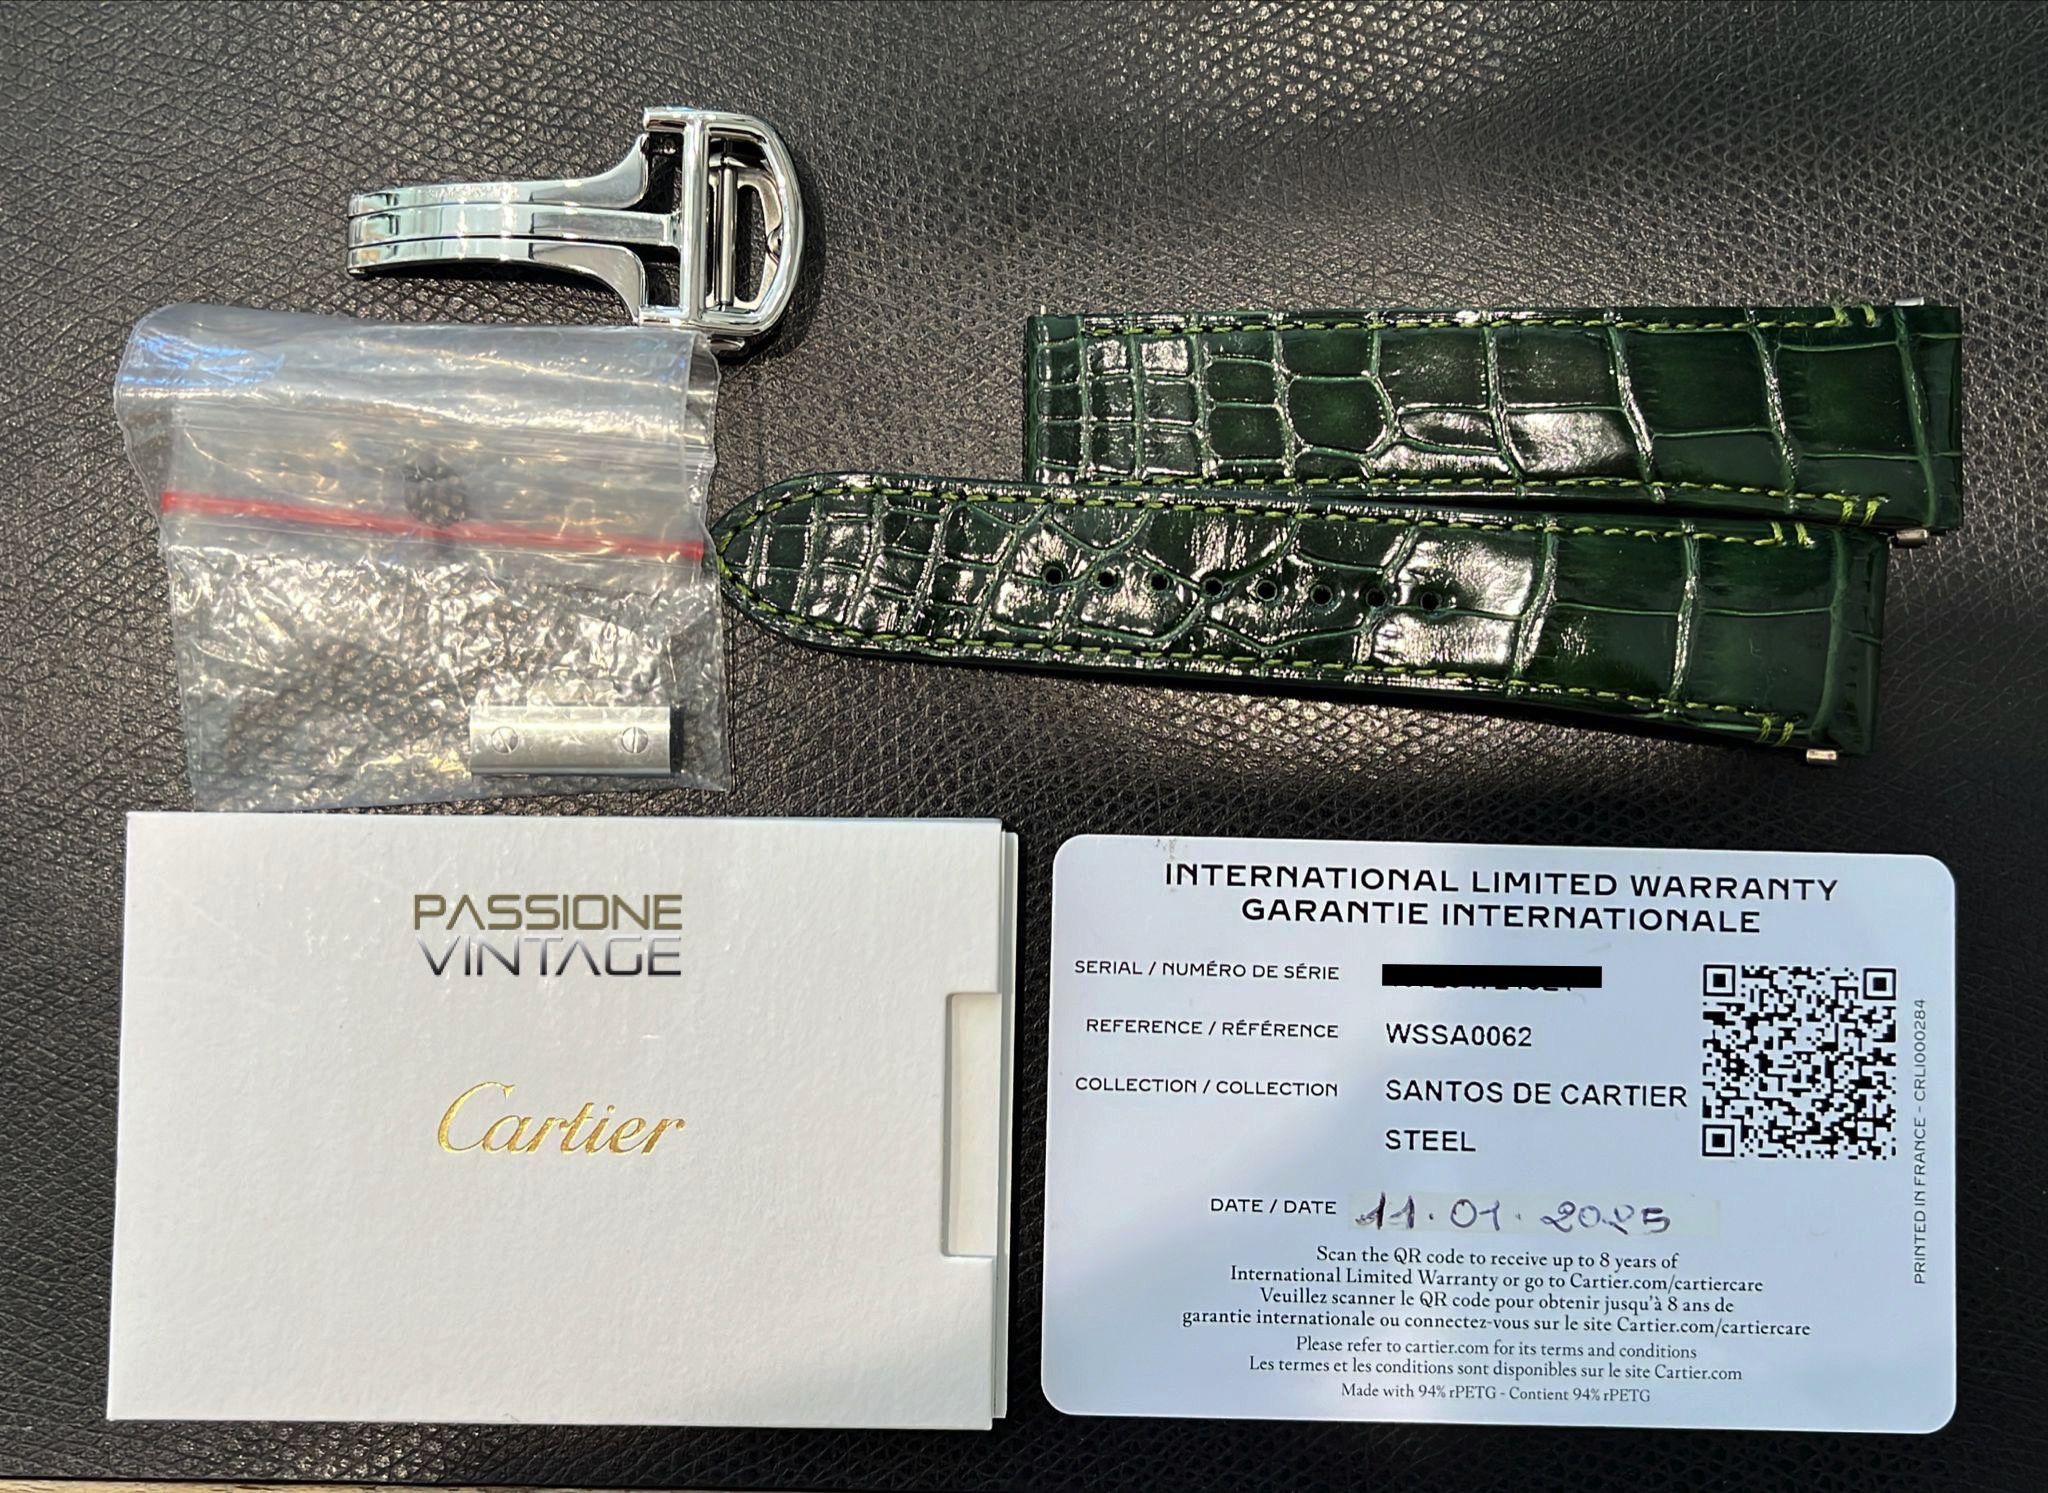 PASSIONE
VINTAGE
Cartier
INTERNATIONAL LIMITED WARRANTY
GARANTIE INTERNATIONALE
SERIAL / NUMÉRO DE SÉRIE
REFERENCE / RÉFÉRENCE WSSA0062
COLLECTION / COLLECTION SANTOS DE CARTIER
STEEL
DATE / DATE 11.01.2025
Scan the QR code to receive up to 8 years of
International Limited Warranty or go to Cartier.com/cartiercare
Veuillez scanner le QR code pour obtenir jusqu'à 8 ans de
garantie internationale ou connectez-vous sur le site Cartier.com/cartiercare
Please refer to cartier.com for its terms and conditions
Les termes et les conditions sont disponibles sur le site Cartier.com
Made with 94% rPETG - Contient 94% rPETG
PRINTED IN FRANCE - CRLI000284